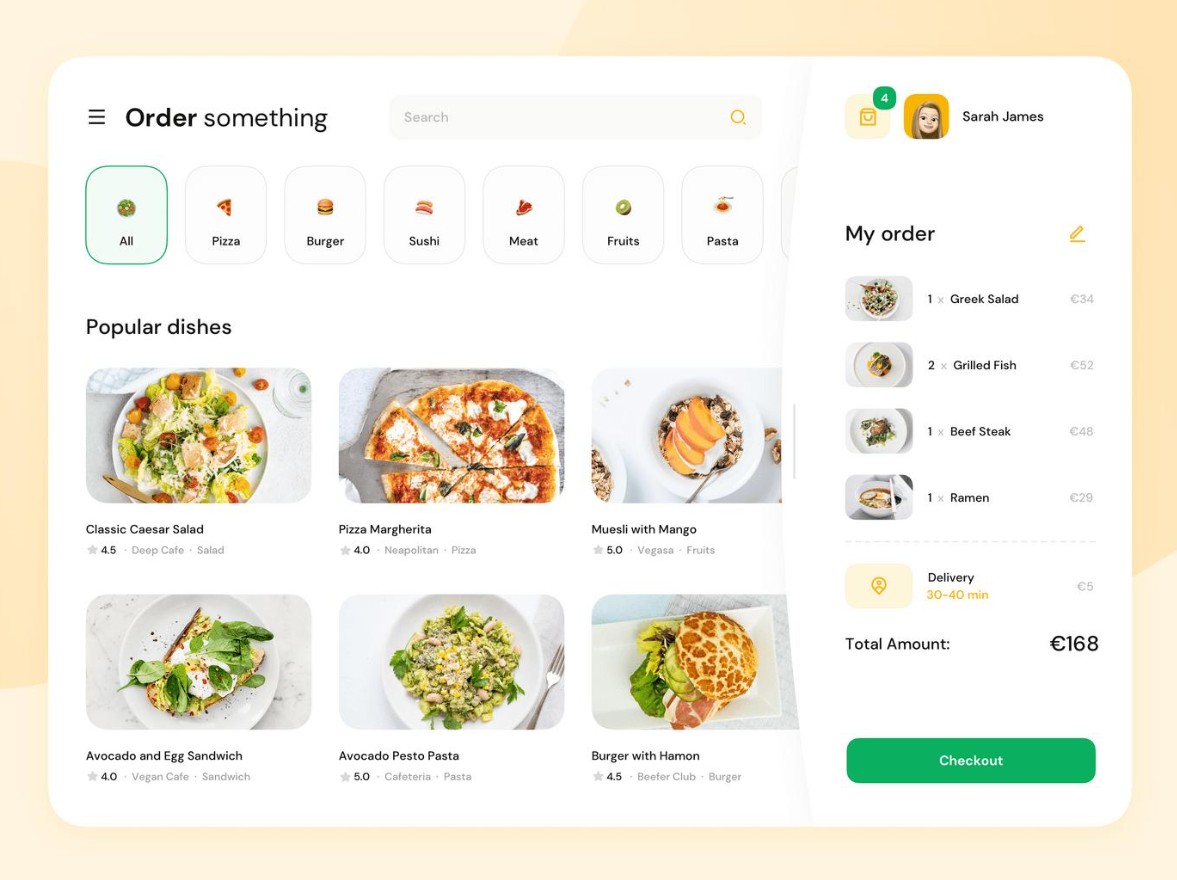 Order something
Search
4
Sarah James
All
Pizza
Burger
Sushi
Meat
Fruits
Pasta
Popular dishes
Classic Caesar Salad
4.5 · Deep Cafe · Salad
Pizza Margherita
4.0 · Neapolitan · Pizza
Muesli with Mango
5.0 · Vegasa · Fruits
Avocado and Egg Sandwich
4.0 · Vegan Cafe · Sandwich
Avocado Pesto Pasta
5.0 · Cafeteria · Pasta
Burger with Hamon
4.5 · Beefer Club · Burger
My order
1 x Greek Salad €34
2 x Grilled Fish €52
1 x Beef Steak €48
1 x Ramen €29
Delivery €5
30-40 min
Total Amount: €168
Checkout